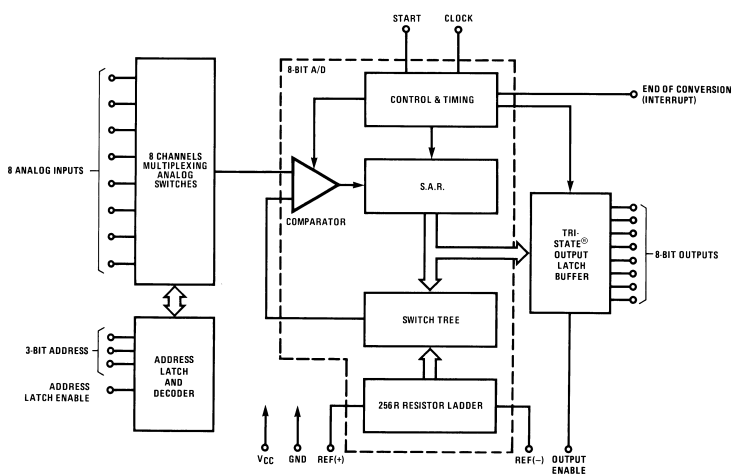 START
CLOCK
8-BIT A/D
CONTROL & TIMING
END OF CONVERSION
(INTERRUPT)
8 ANALOG INPUTS
8 CHANNELS
MULTIPLEXING
ANALOG
SWITCHES
COMPARATOR
S.A.R.
TRI-
STATE®
OUTPUT
LATCH
BUFFER
8-BIT OUTPUTS
SWITCH TREE
3-BIT ADDRESS
ADDRESS
LATCH ENABLE
ADDRESS
LATCH
AND
DECODER
256R RESISTOR LADDER
VCC
GND
REF(+)
REF(−)
OUTPUT
ENABLE